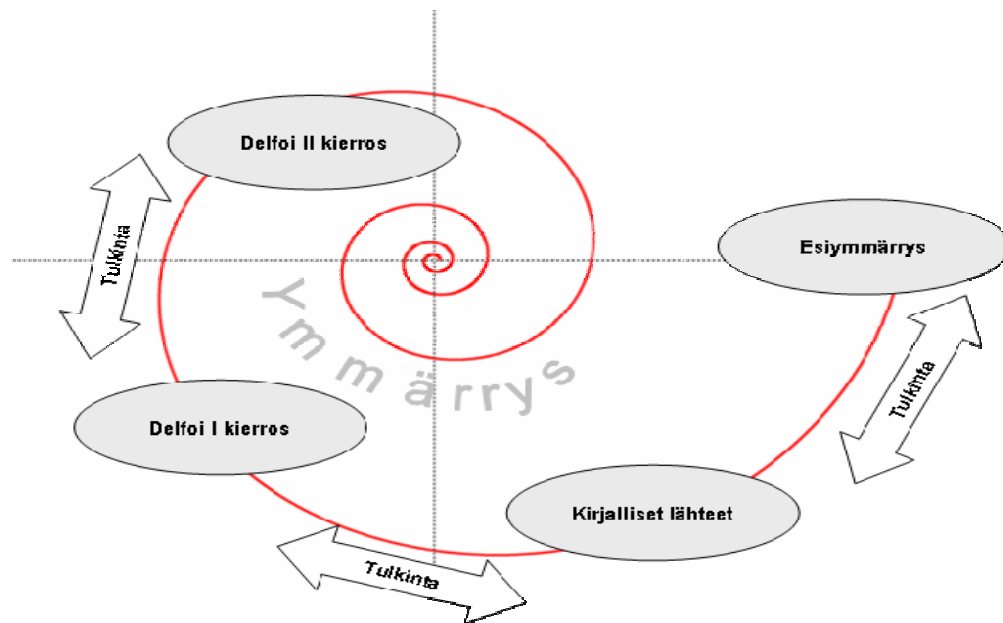 Delfoi II kierros
Tulkinta
Esiymmärrys
Ymmärrys
Tulkinta
Delfoi I kierros
Kirjalliset lähteet
Tulkinta